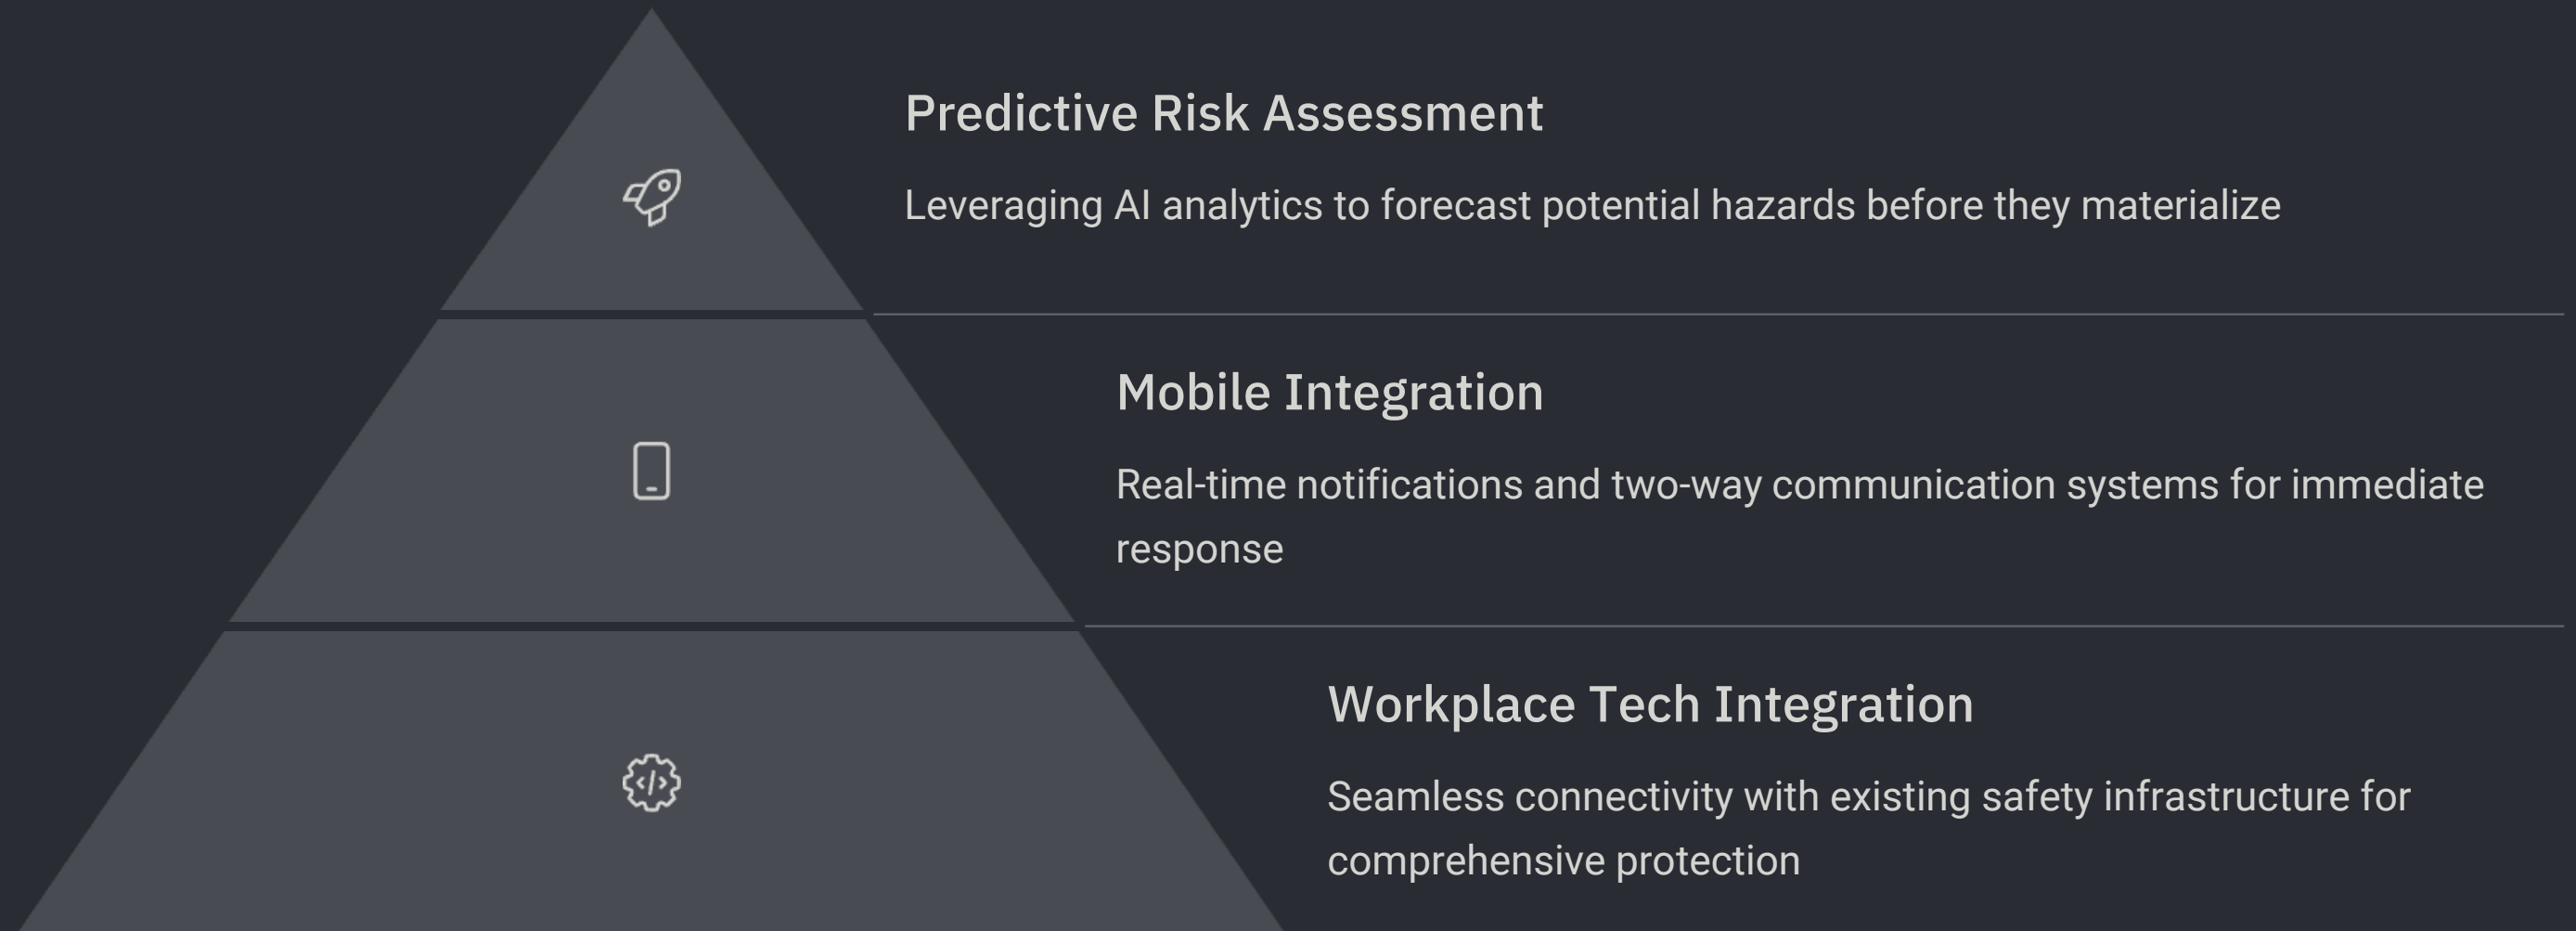 Predictive Risk Assessment
Leveraging AI analytics to forecast potential hazards before they materialize
Mobile Integration
Real-time notifications and two-way communication systems for immediate
response
Workplace Tech Integration
Seamless connectivity with existing safety infrastructure for
comprehensive protection